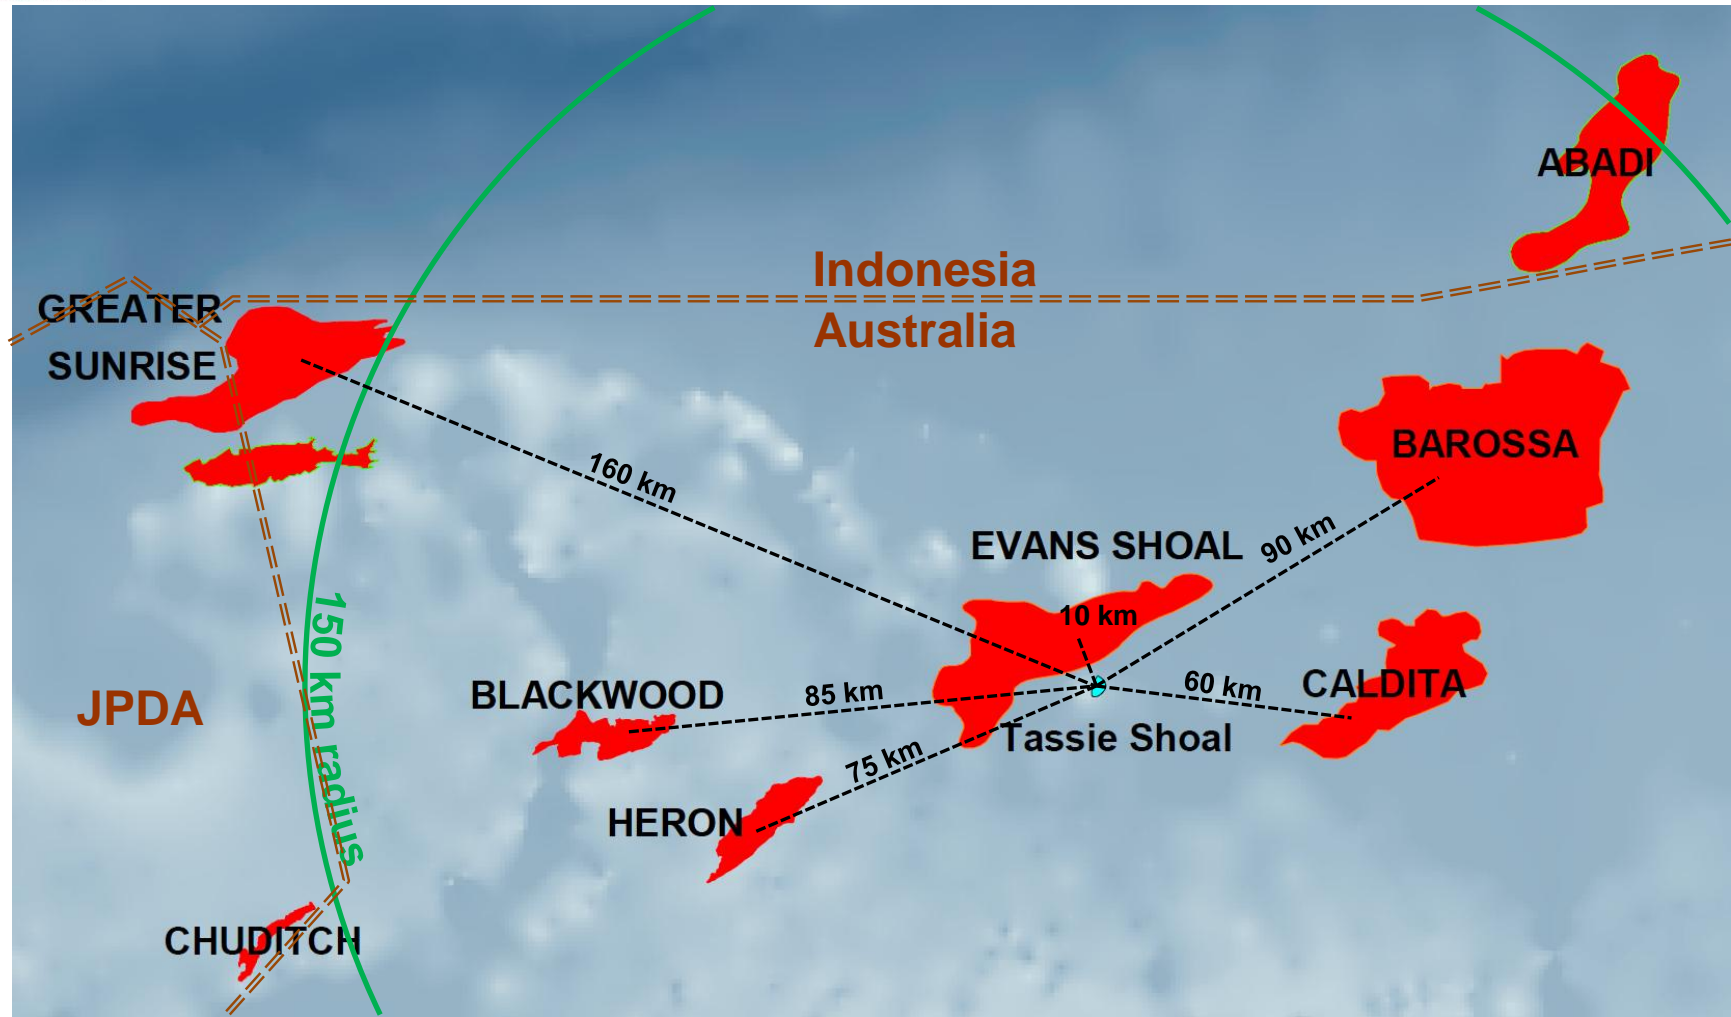 ABADI
Indonesia
Australia
GREATER
SUNRISE
BAROSSA
160 km
90 km
EVANS SHOAL
10 km
150 km radius
JPDA
BLACKWOOD
85 km
60 km
CALDITA
Tassie Shoal
75 km
HERON
CHUDITCH